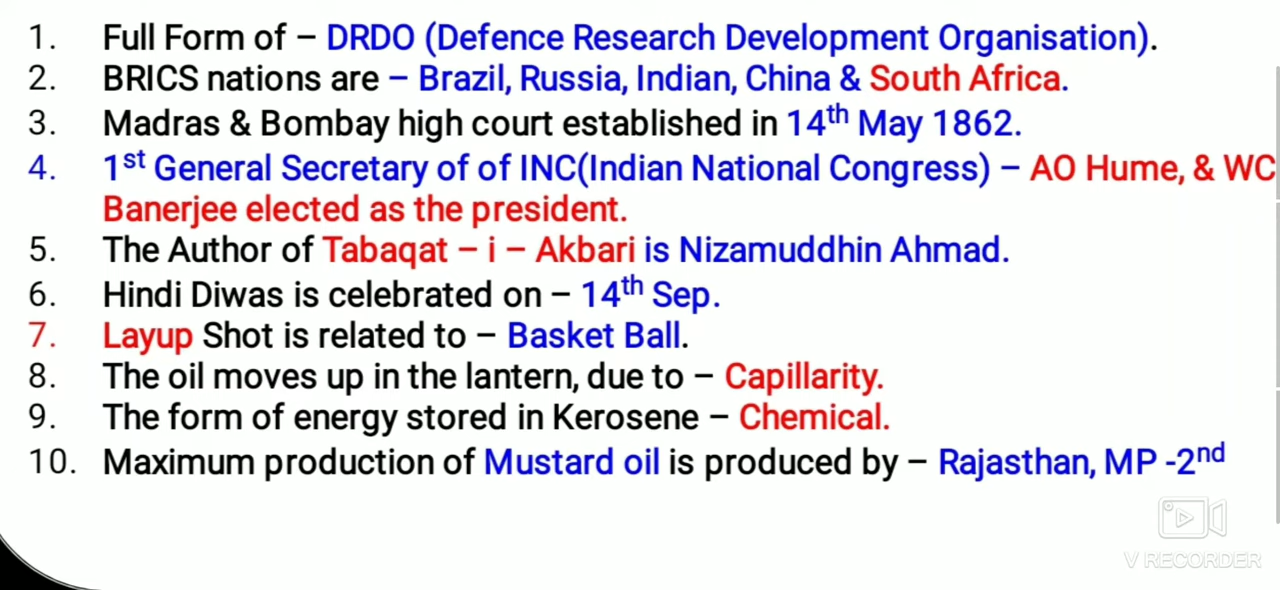 1. Full Form of – DRDO (Defence Research Development Organisation).
2. BRICS nations are – Brazil, Russia, Indian, China & South Africa.
3. Madras & Bombay high court established in 14th May 1862.
4. 1st General Secretary of of INC(Indian National Congress) – AO Hume, & WC
Banerjee elected as the president.
5. The Author of Tabaqat – i – Akbari is Nizamuddhin Ahmad.
6. Hindi Diwas is celebrated on – 14th Sep.
7. Layup Shot is related to – Basket Ball.
8. The oil moves up in the lantern, due to – Capillarity.
9. The form of energy stored in Kerosene – Chemical.
10. Maximum production of Mustard oil is produced by – Rajasthan, MP -2nd
V RECORDER